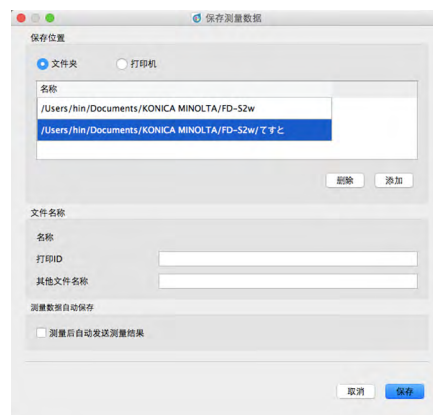 保存测量数据
保存位置
文件夹
打印机
名称
/Users/hin/Documents/KONICA MINOLTA/FD-S2w
/Users/hin/Documents/KONICA MINOLTA/FD-S2w/てすと
删除
添加
文件名称
名称
打印ID
其他文件名称
测量数据自动保存
测量后自动发送测量结果
取消
保存